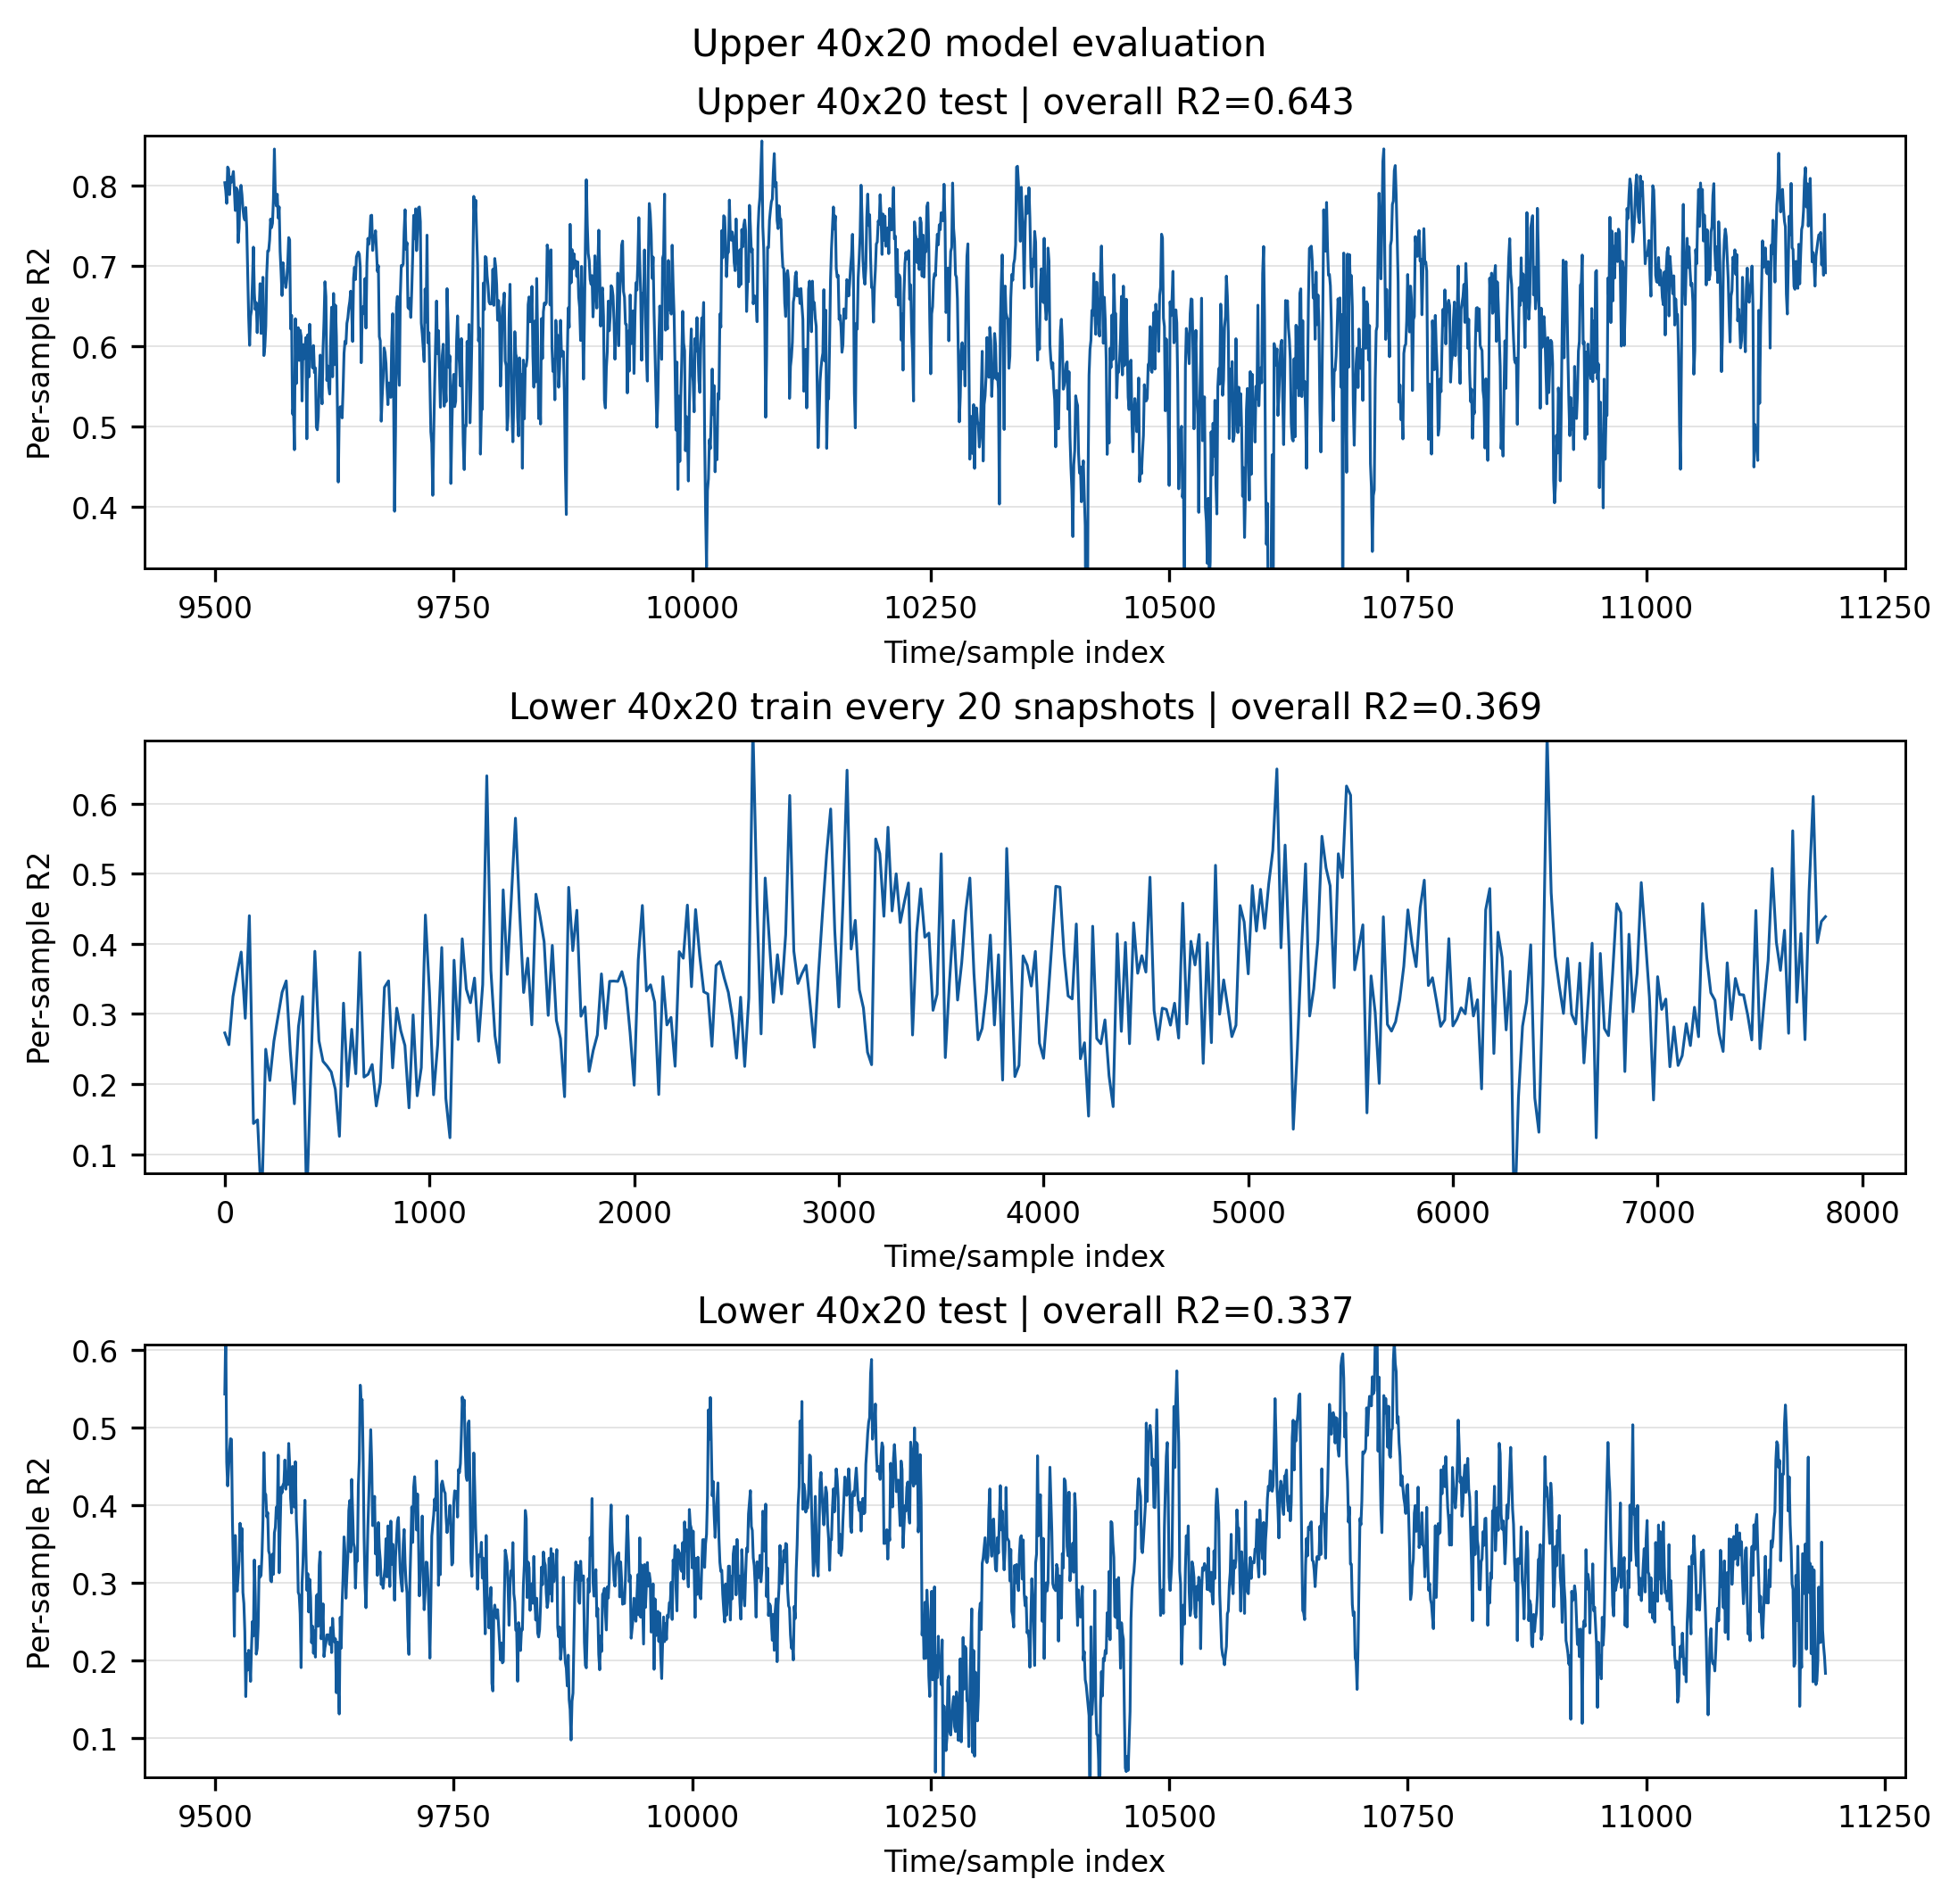 Upper 40x20 model evaluation
Upper 40x20 test | overall R2=0.643
Per-sample R2
0.8
0.7
0.6
0.5
0.4
9500 9750 10000 10250 10500 10750 11000 11250
Time/sample index
Lower 40x20 train every 20 snapshots | overall R2=0.369
Per-sample R2
0.6
0.5
0.4
0.3
0.2
0.1
0 1000 2000 3000 4000 5000 6000 7000 8000
Time/sample index
Lower 40x20 test | overall R2=0.337
Per-sample R2
0.6
0.5
0.4
0.3
0.2
0.1
9500 9750 10000 10250 10500 10750 11000 11250
Time/sample index